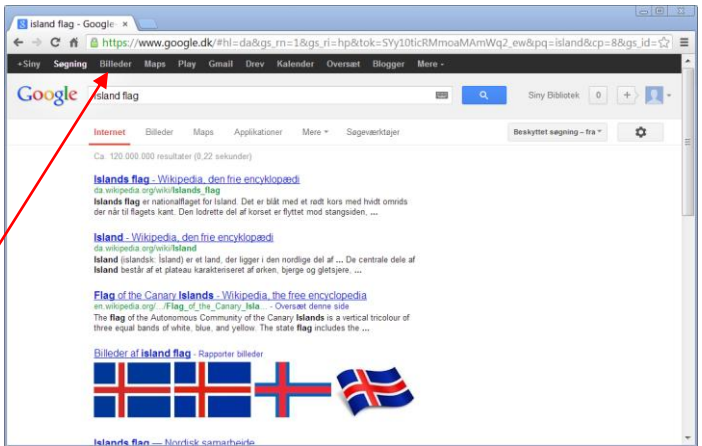 island flag - Google
https://www.google.dk/#hl=da&gs_rn=1&gs_ri=hp&tok=SYy10ticRMmoaMAmWq2_ew&pq=island&cp=8&gs_id=
+Siny Søgning Billeder Maps Play Gmail Drev Kalender Oversæt Blogger Mere
Google island flag Siny Bibliotek 0 +
Internet Billeder Maps Applikationer Mere Søgeværktøjer Beskyttet søgning – fra
Ca. 120.000.000 resultater (0,22 sekunder)
Islands flag - Wikipedia, den frie encyklopædi
da.wikipedia.org/wiki/Islands_flag
Islands flag er nationalflaget for Island. Det er blåt med et rødt kors med hvidt omrids
der når til flagets kant. Den lodrette del af korset er flyttet mod stangsiden, ...
Island - Wikipedia, den frie encyklopædi
da.wikipedia.org/wiki/Island
Island (islandsk: Ísland) er et land, der ligger i den nordlige del af ... De centrale dele af
Island består af et plateau karakteriseret af ørken, bjerge og gletsjere, ...
Flag of the Canary Islands - Wikipedia, the free encyclopedia
en.wikipedia.org/.../Flag_of_the_Canary_Isla... - Oversæt denne side
The flag of the Autonomous Community of the Canary Islands is a vertical tricolour of
three equal bands of white, blue, and yellow. The state flag includes the ...
Billeder af island flag - Rapporter billeder
Islands flag — Nordisk samarbejde